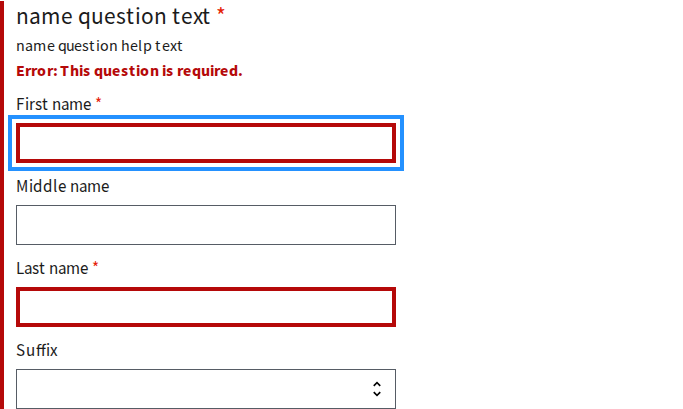 name question text *
name question help text
Error: This question is required.
First name *
Middle name
Last name *
Suffix